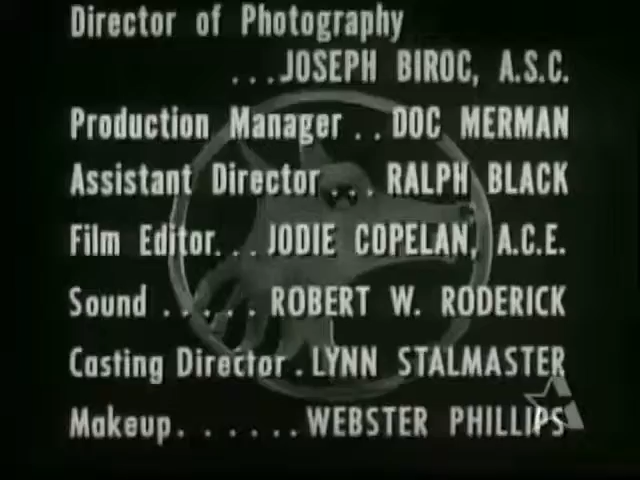 Director of Photography
...JOSEPH BIROC, A.S.C.
Production Manager .. DOC MERMAN
Assistant Director... RALPH BLACK
Film Editor... JODIE COPELAN, A.C.E.
Sound ..... ROBERT W. RODERICK
Casting Director . LYNN STALMASTER
Makeup...... WEBSTER PHILLIPS